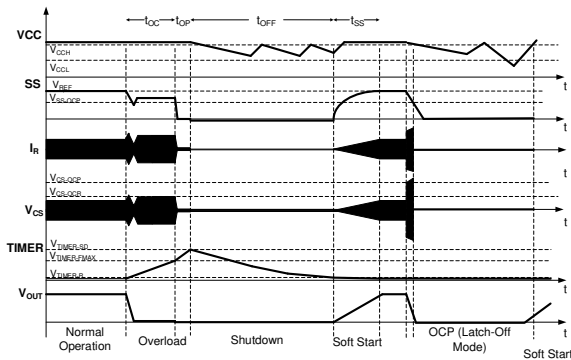 tOC tOP tOFF tSS
VCC
VCCH
VCCL
t
SS
VREF
VSS-OCP
t
IR
t
VCS-OCP
VCS-OCR
VCS
t
TIMER
VTIMER-SD
VTIMER-FMAX
VTIMER-R
t
VOUT
t
Normal Operation
Overload
Shutdown
Soft Start
OCP (Latch-Off Mode)
Soft Start